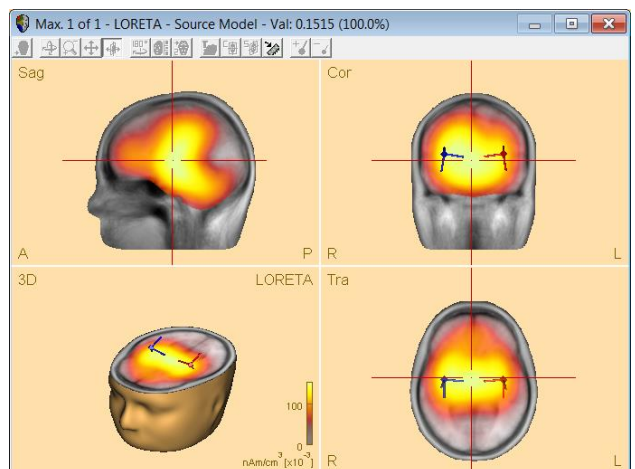 Max. 1 of 1 - LORETA - Source Model - Val: 0.1515 (100.0%)
Sag
Cor
A
P
R
L
3D
LORETA
Tra
100
0
nAm/cm³ [x10⁻³]
R
L